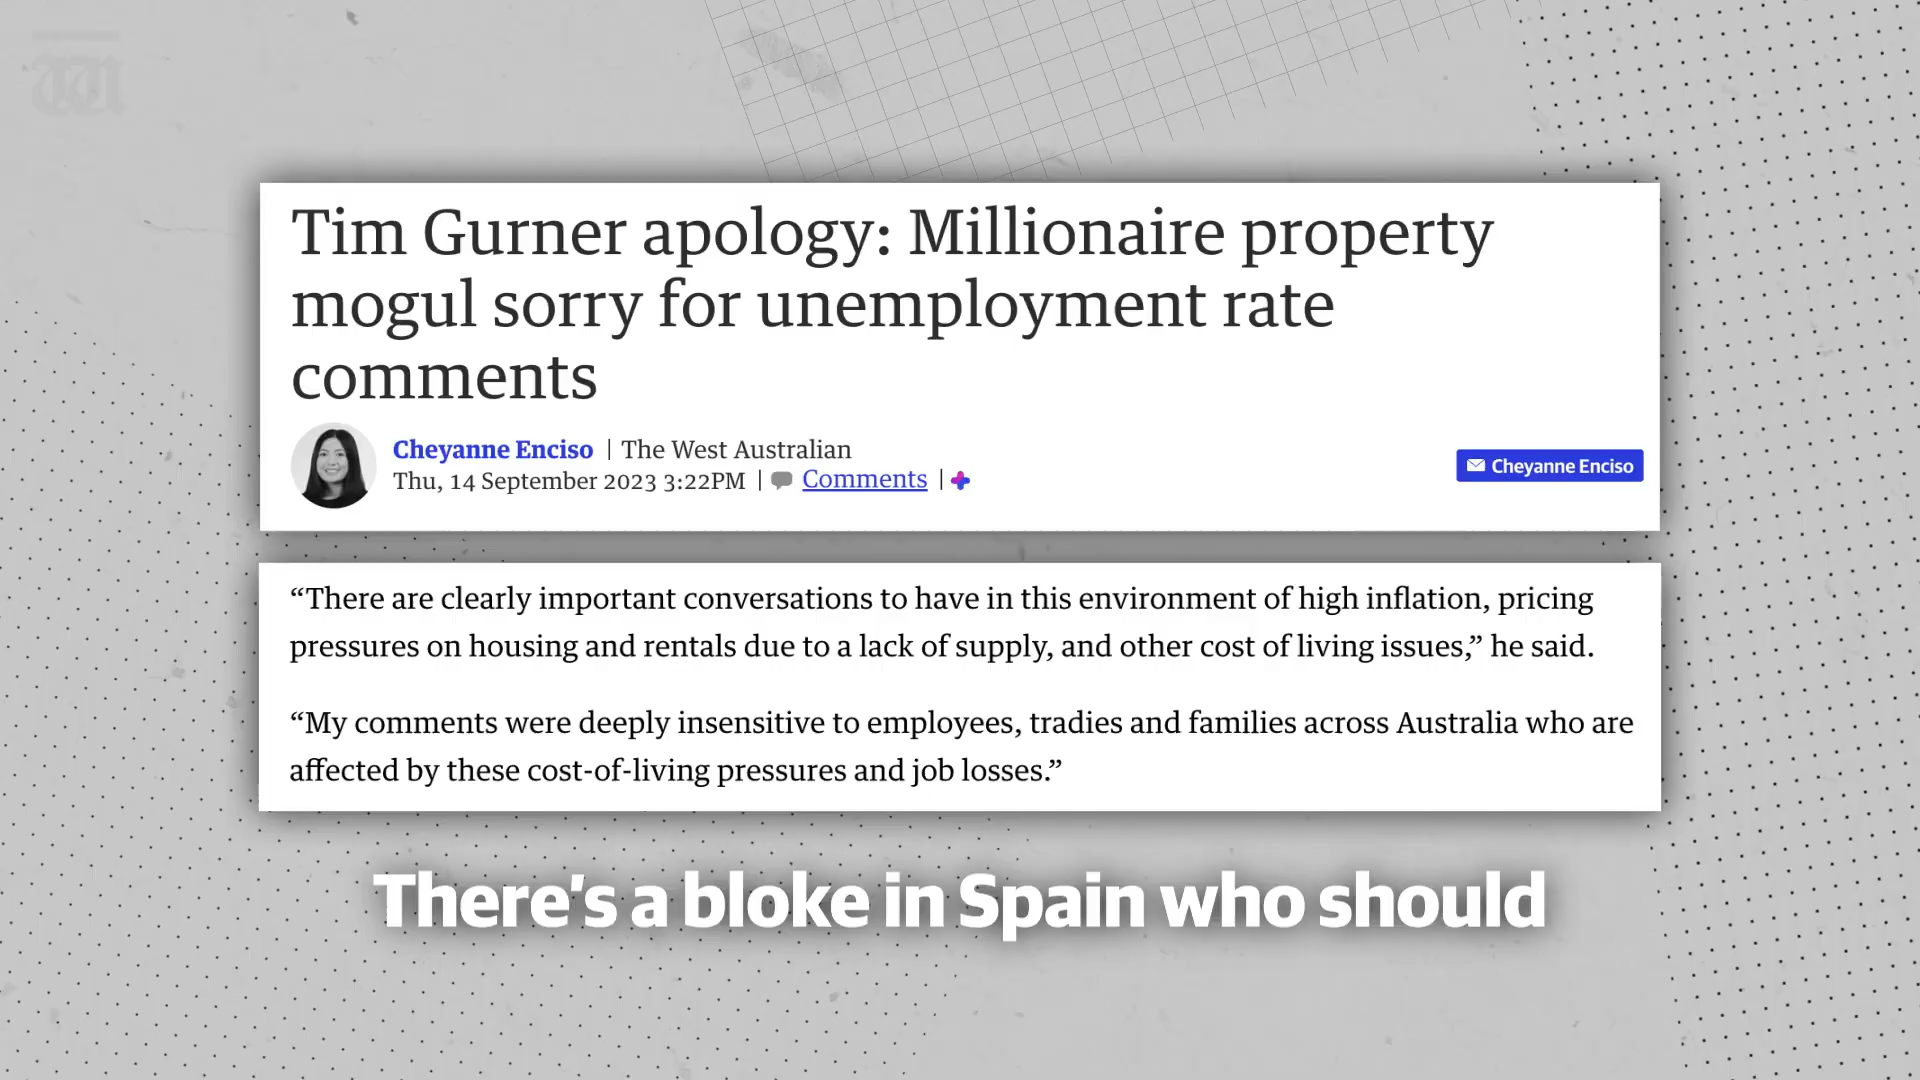 Tim Gurner apology: Millionaire property
mogul sorry for unemployment rate
comments
Cheyanne Enciso | The West Australian
Thu, 14 September 2023 3:22PM | Comments |
Cheyanne Enciso
“There are clearly important conversations to have in this environment of high inflation, pricing
pressures on housing and rentals due to a lack of supply, and other cost of living issues,” he said.
“My comments were deeply insensitive to employees, tradies and families across Australia who are
affected by these cost-of-living pressures and job losses.”
There's a bloke in Spain who should